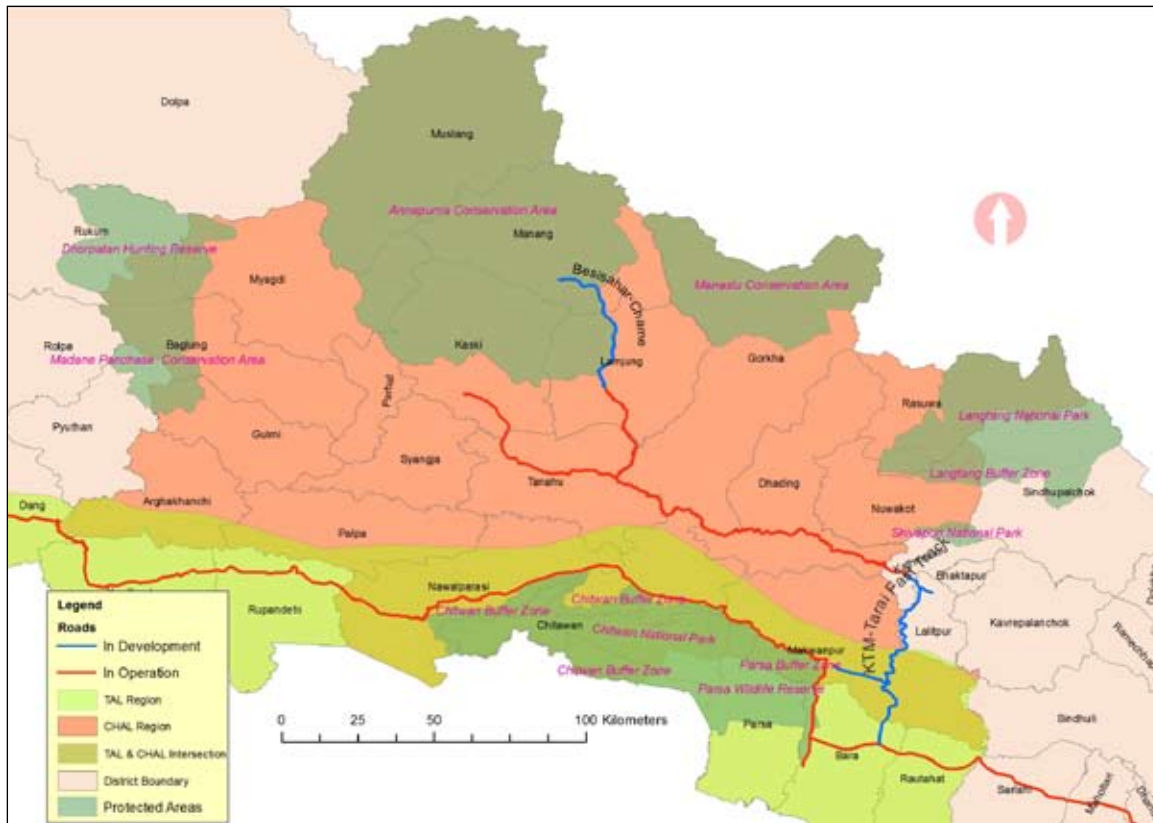 Dolpa
Mustang
Annapurna Conservation Area
Manang
Rukum
Dhorpatan Hunting Reserve
Myagdi
Besisahar-Chame
Manaslu Conservation Area
Rolpa
Baglung
Madane Panchase Conservation Area
Kaski
Lamjung
Gorkha
Parbat
Rasuwa
Langtang National Park
Pyuthan
Gulmi
Syangja
Tanahu
Dhading
Langtang Buffer Zone
Sindhupalchok
Dang
Arghakhanchi
Palpa
Nuwakot
Shivapuri National Park
Bhaktapur
KTM-Tarai Fast Track
Lalitpur
Kavrepalanchok
Nawalparasi
Rupandehi
Chitwan Buffer Zone
Chitwan Buffer Zone
Chitawan
Chitwan National Park
Makwanpur
Chitwan Buffer Zone
Parsa Buffer Zone
Parsa Wildlife Reserve
Parsa
Bara
Rautahat
Sindhuli
Sarlahi
Legend
Roads
In Development
In Operation
TAL Region
CHAL Region
TAL & CHAL Intersection
District Boundary
Protected Areas
0 25 50 100 Kilometers